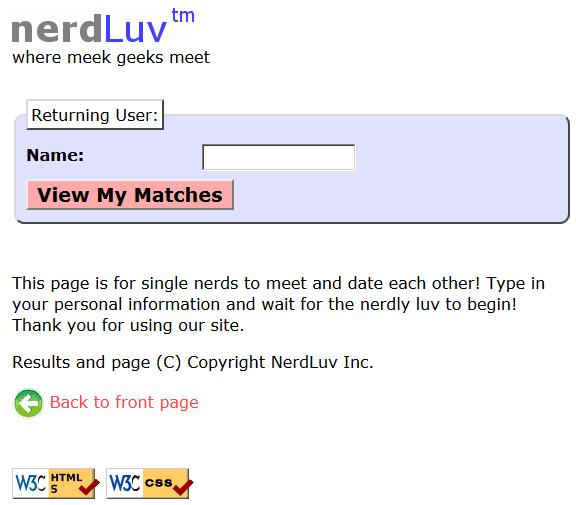 nerdLuv™
where meek geeks meet
Returning User:
Name:
View My Matches
This page is for single nerds to meet and date each other! Type in
your personal information and wait for the nerdly luv to begin!
Thank you for using our site.
Results and page (C) Copyright NerdLuv Inc.
Back to front page
W3C HTML 5 W3C css